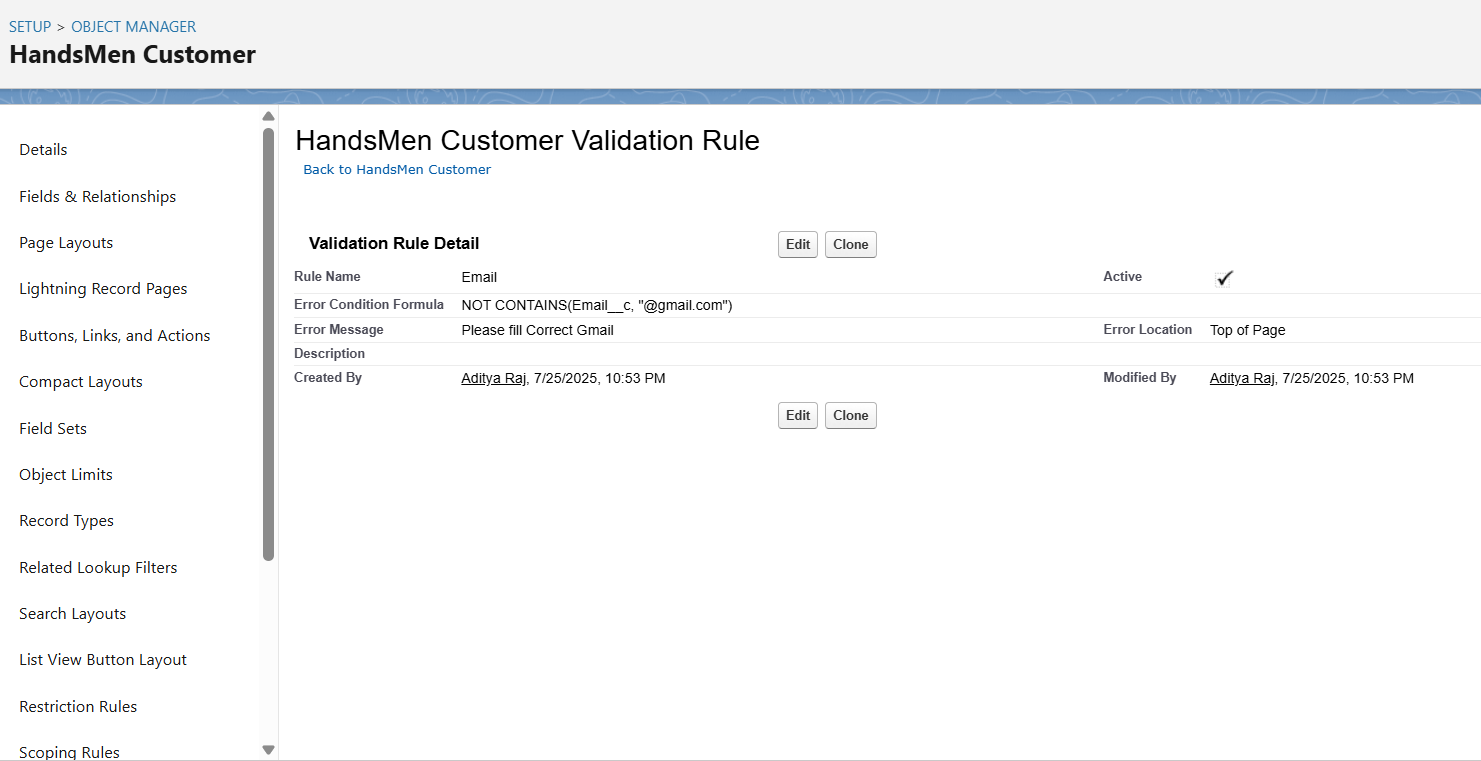 SETUP > OBJECT MANAGER
HandsMen Customer
Details
Fields & Relationships
Page Layouts
Lightning Record Pages
Buttons, Links, and Actions
Compact Layouts
Field Sets
Object Limits
Record Types
Related Lookup Filters
Search Layouts
List View Button Layout
Restriction Rules
Scoping Rules
HandsMen Customer Validation Rule
Back to HandsMen Customer
Validation Rule Detail Edit Clone
Rule Name Email Active
Error Condition Formula NOT CONTAINS(Email__c, "@gmail.com")
Error Message Please fill Correct Gmail Error Location Top of Page
Description
Created By Aditya Raj, 7/25/2025, 10:53 PM Modified By Aditya Raj, 7/25/2025, 10:53 PM
Edit Clone